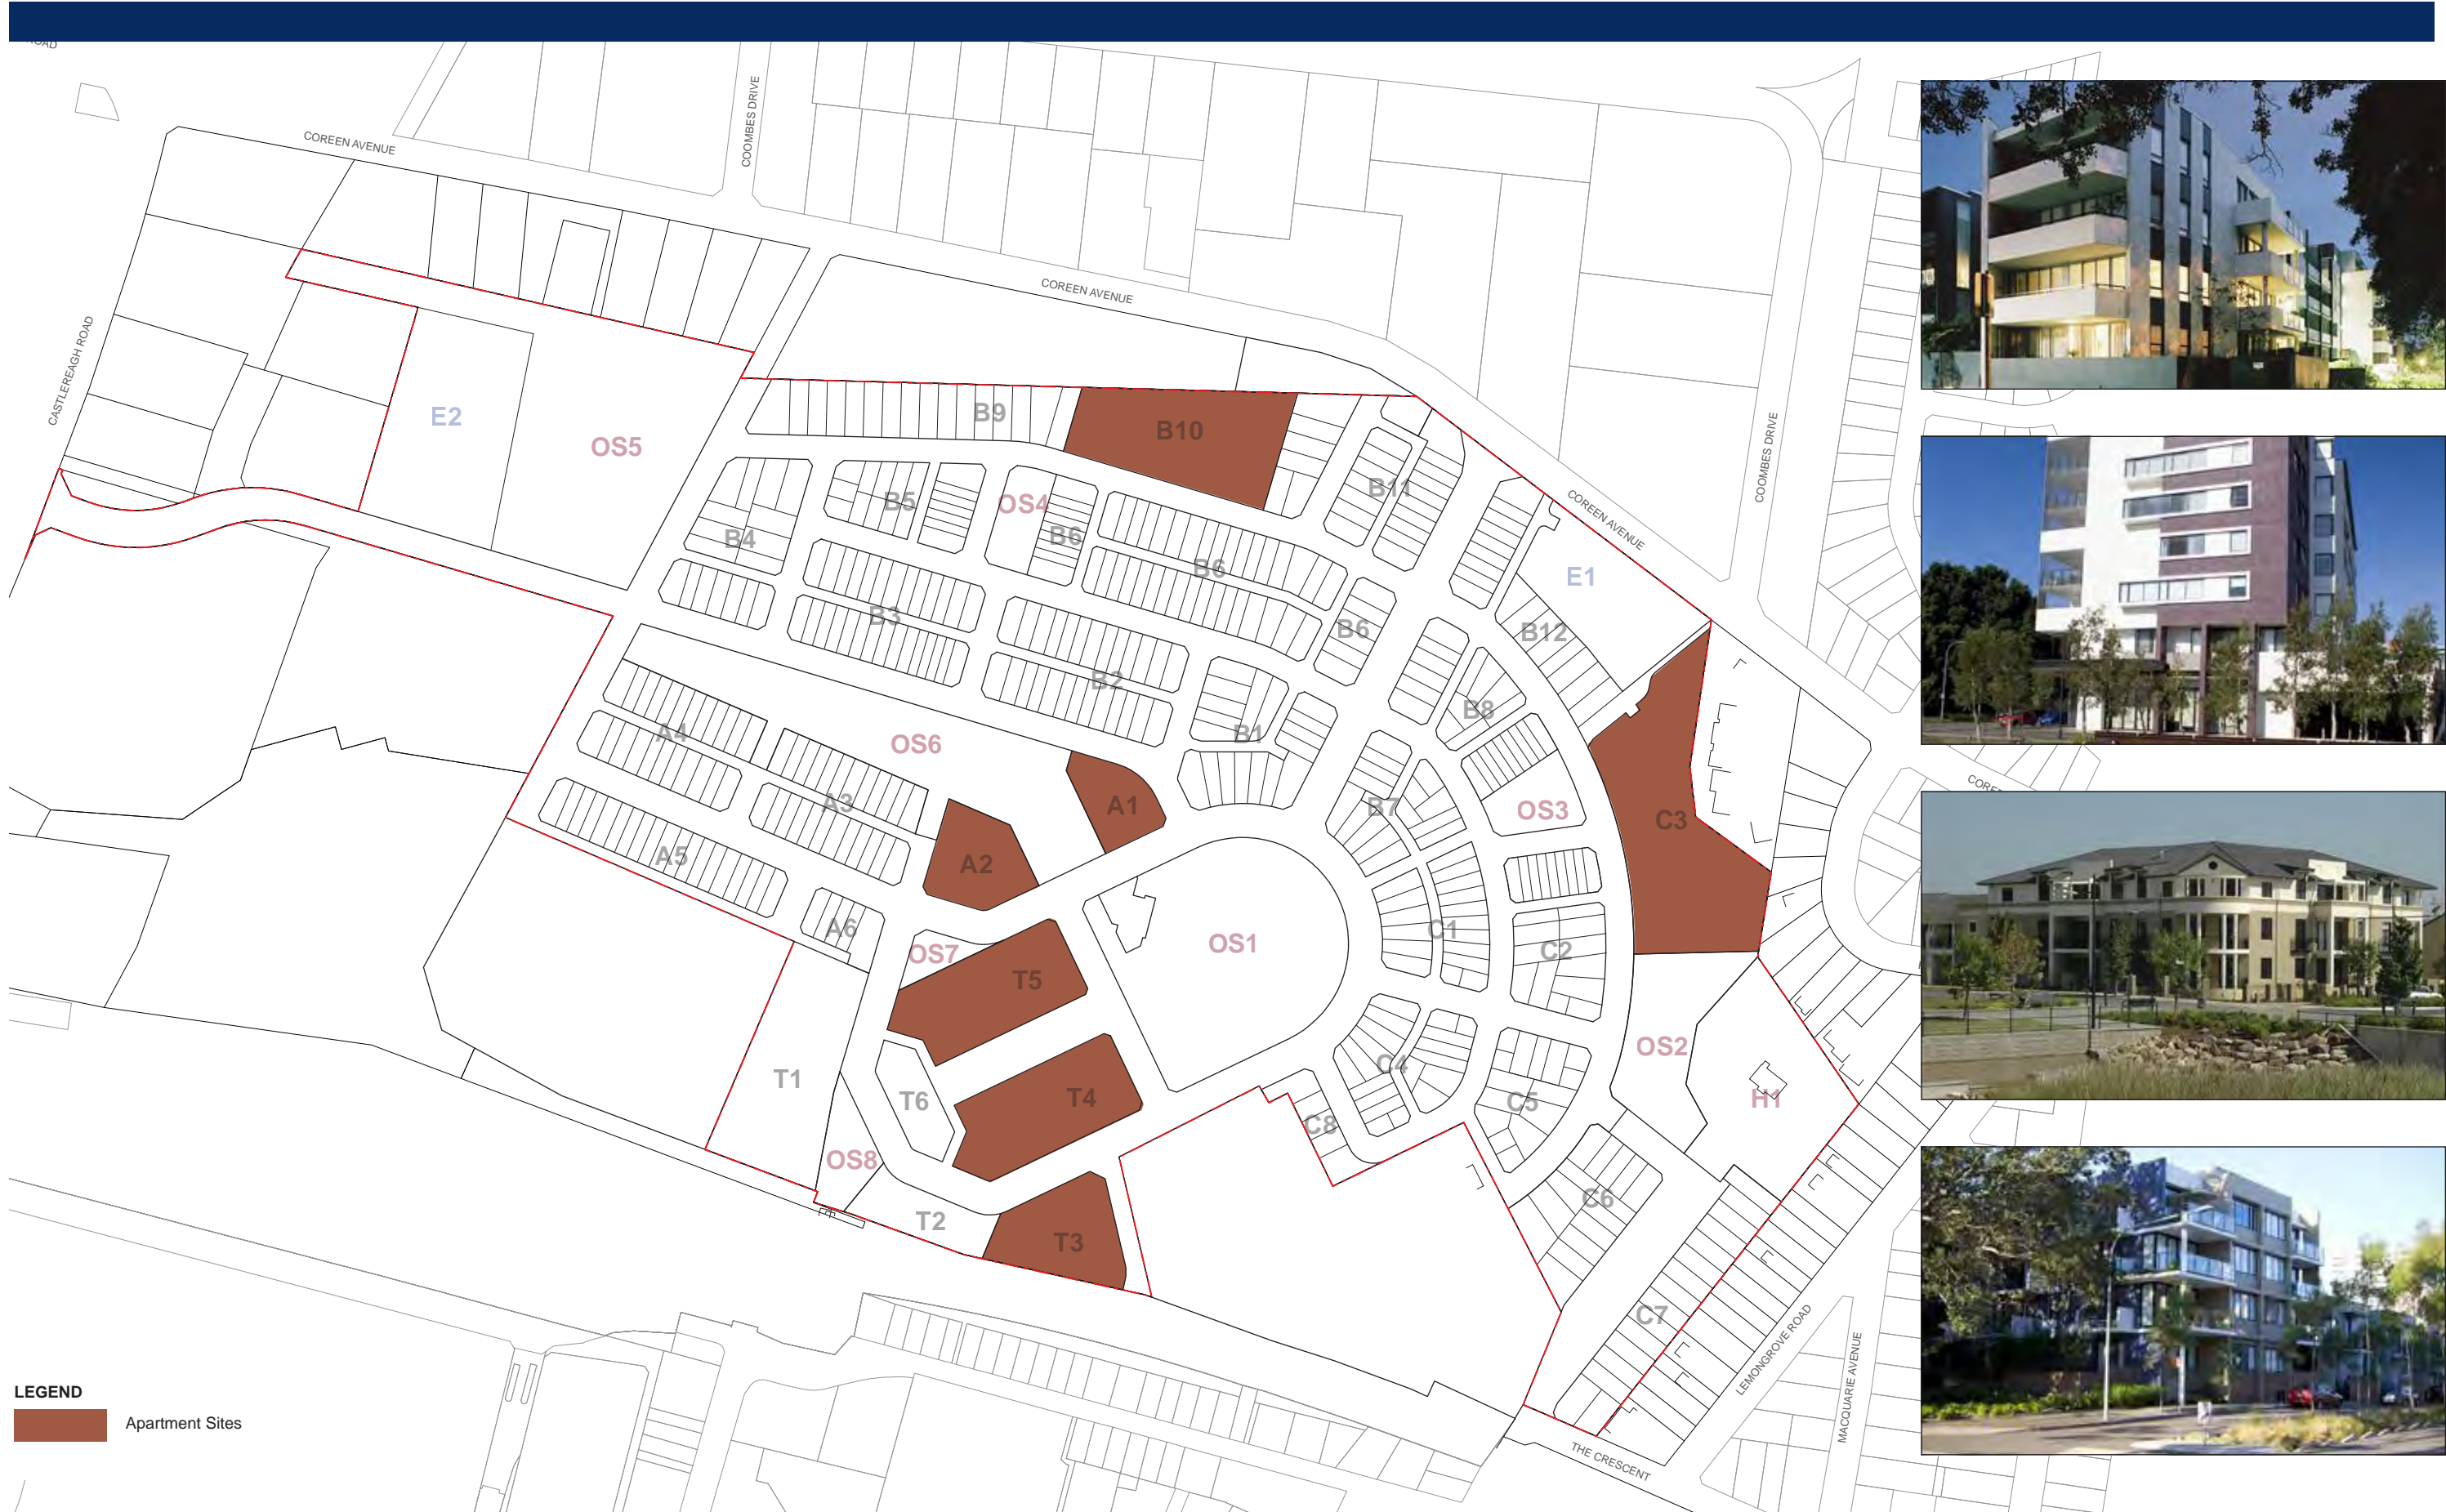 COREEN AVENUE
COOMBES DRIVE
COREEN AVENUE
CASTLEREAGH ROAD
E2
OS5
B9
B10
B11
COOMBES DRIVE
COREEN AVENUE
B5
OS4
B4
B6
B6
E1
B3
B6
B12
B2
B8
A4
OS6
B1
A3
A1
B7
OS3
C3
A5
A2
A6
OS7
OS1
C1
C2
T5
T1
T6
T4
C4
OS2
H1
C5
C8
OS8
T2
T3
C6
C7
LEMONGROVE ROAD
MACQUARIE AVENUE
THE CRESCENT
LEGEND
Apartment Sites